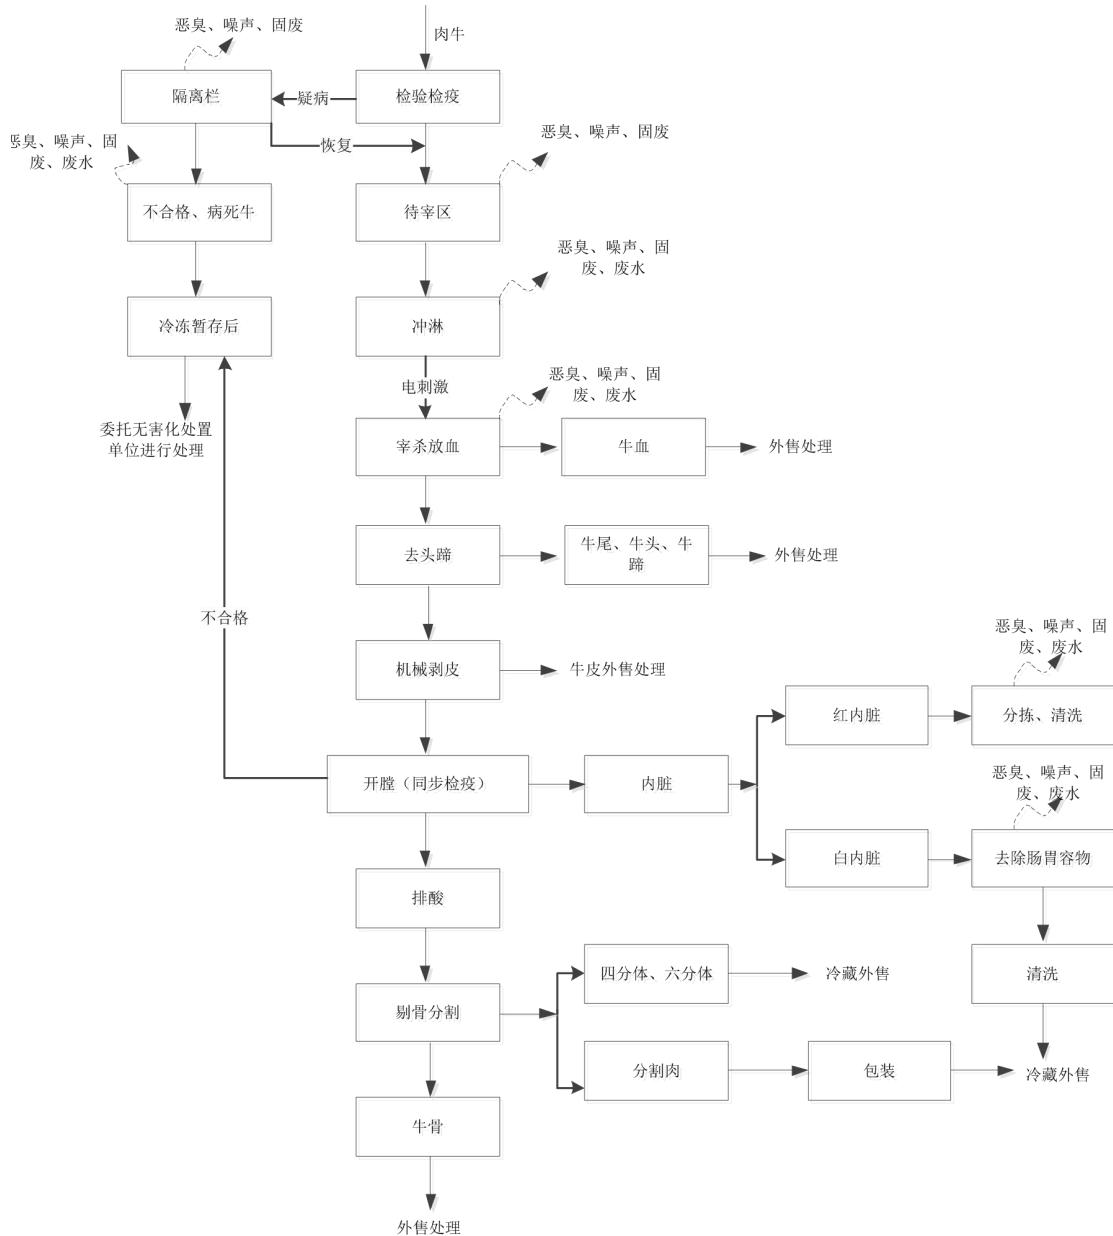 恶臭、噪声、固废
肉牛
隔离栏
疑病
检验检疫
恢复
恶臭、噪声、固
废、废水
恶臭、噪声、固废
不合格、病死牛
待宰区
恶臭、噪声、固
废、废水
冷冻暂存后
冲淋
电刺激
恶臭、噪声、固
废、废水
委托无害化处置
单位进行处理
宰杀放血
牛血
外售处理
去头蹄
牛尾、牛头、牛
蹄
外售处理
不合格
机械剥皮
牛皮外售处理
恶臭、噪声、固
废、废水
红内脏
分拣、清洗
开膛（同步检疫）
内脏
恶臭、噪声、固
废、废水
白内脏
去除肠胃容物
排酸
四分体、六分体
冷藏外售
清洗
剔骨分割
分割肉
包装
冷藏外售
牛骨
外售处理